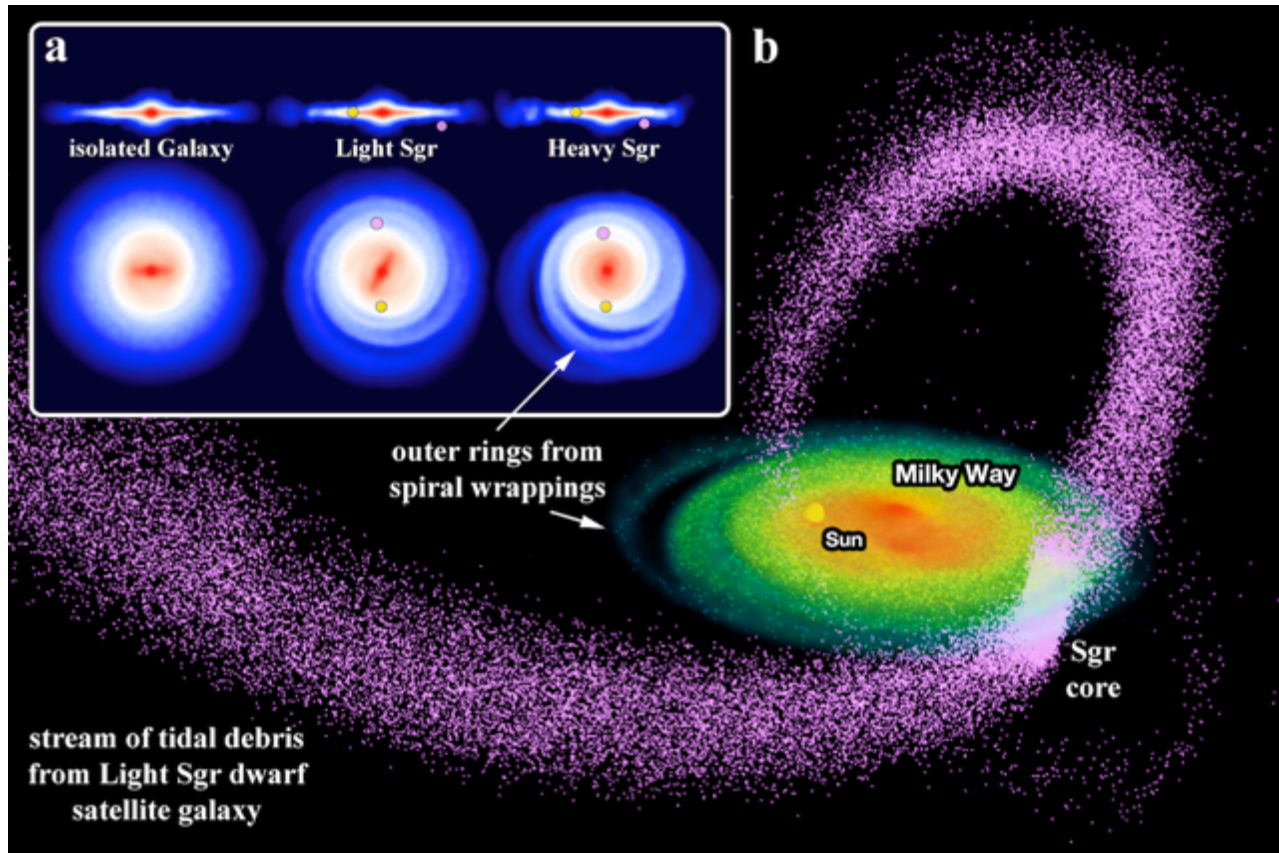 a
b
isolated Galaxy
Light Sgr
Heavy Sgr
outer rings from
spiral wrappings
Milky Way
Sun
Sgr
core
stream of tidal debris
from Light Sgr dwarf
satellite galaxy